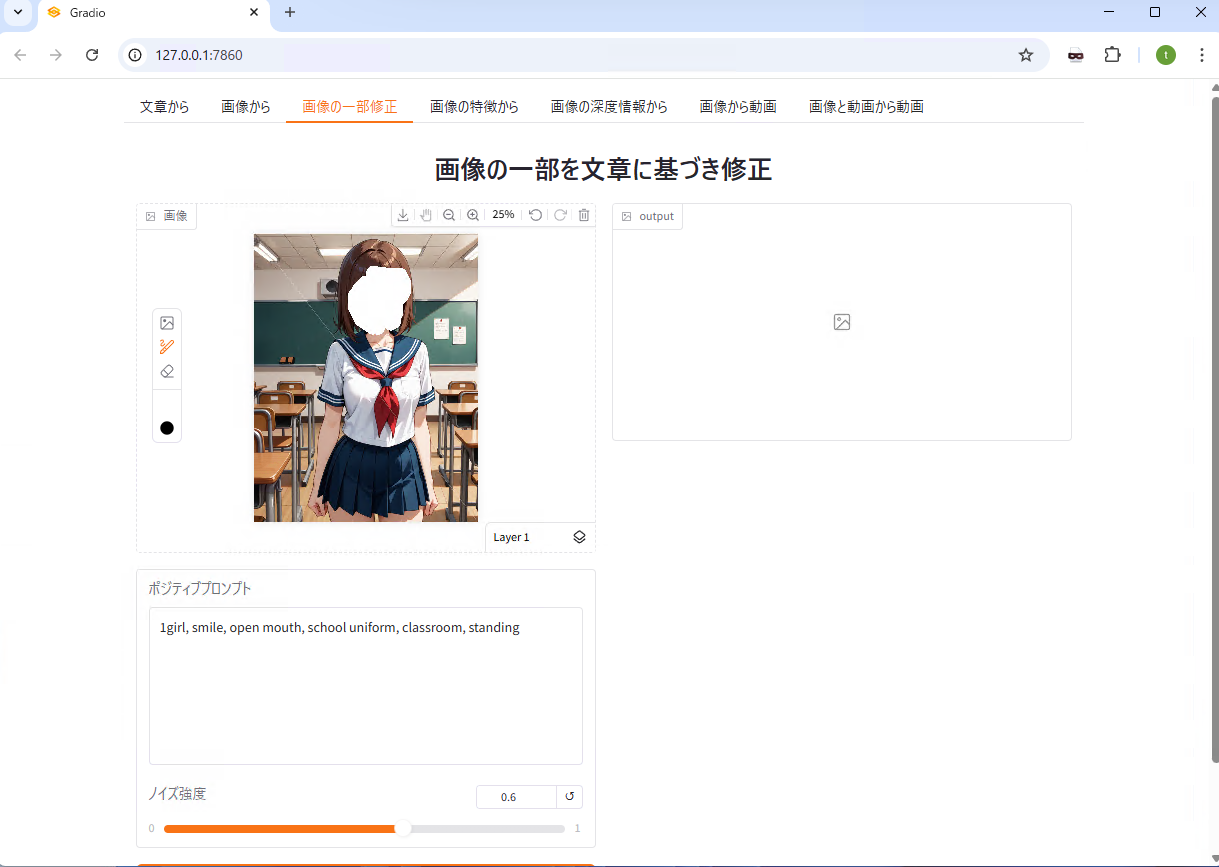 Gradio
127.0.0.1:7860
t
文章から
画像から
画像の一部修正
画像の特徴から
画像の深度情報から
画像から動画
画像と動画から動画
画像の一部を文章に基づき修正
画像
25%
output
Layer 1
ポジティブプロンプト
1girl, smile, open mouth, school uniform, classroom, standing
ノイズ強度
0.6
0
1